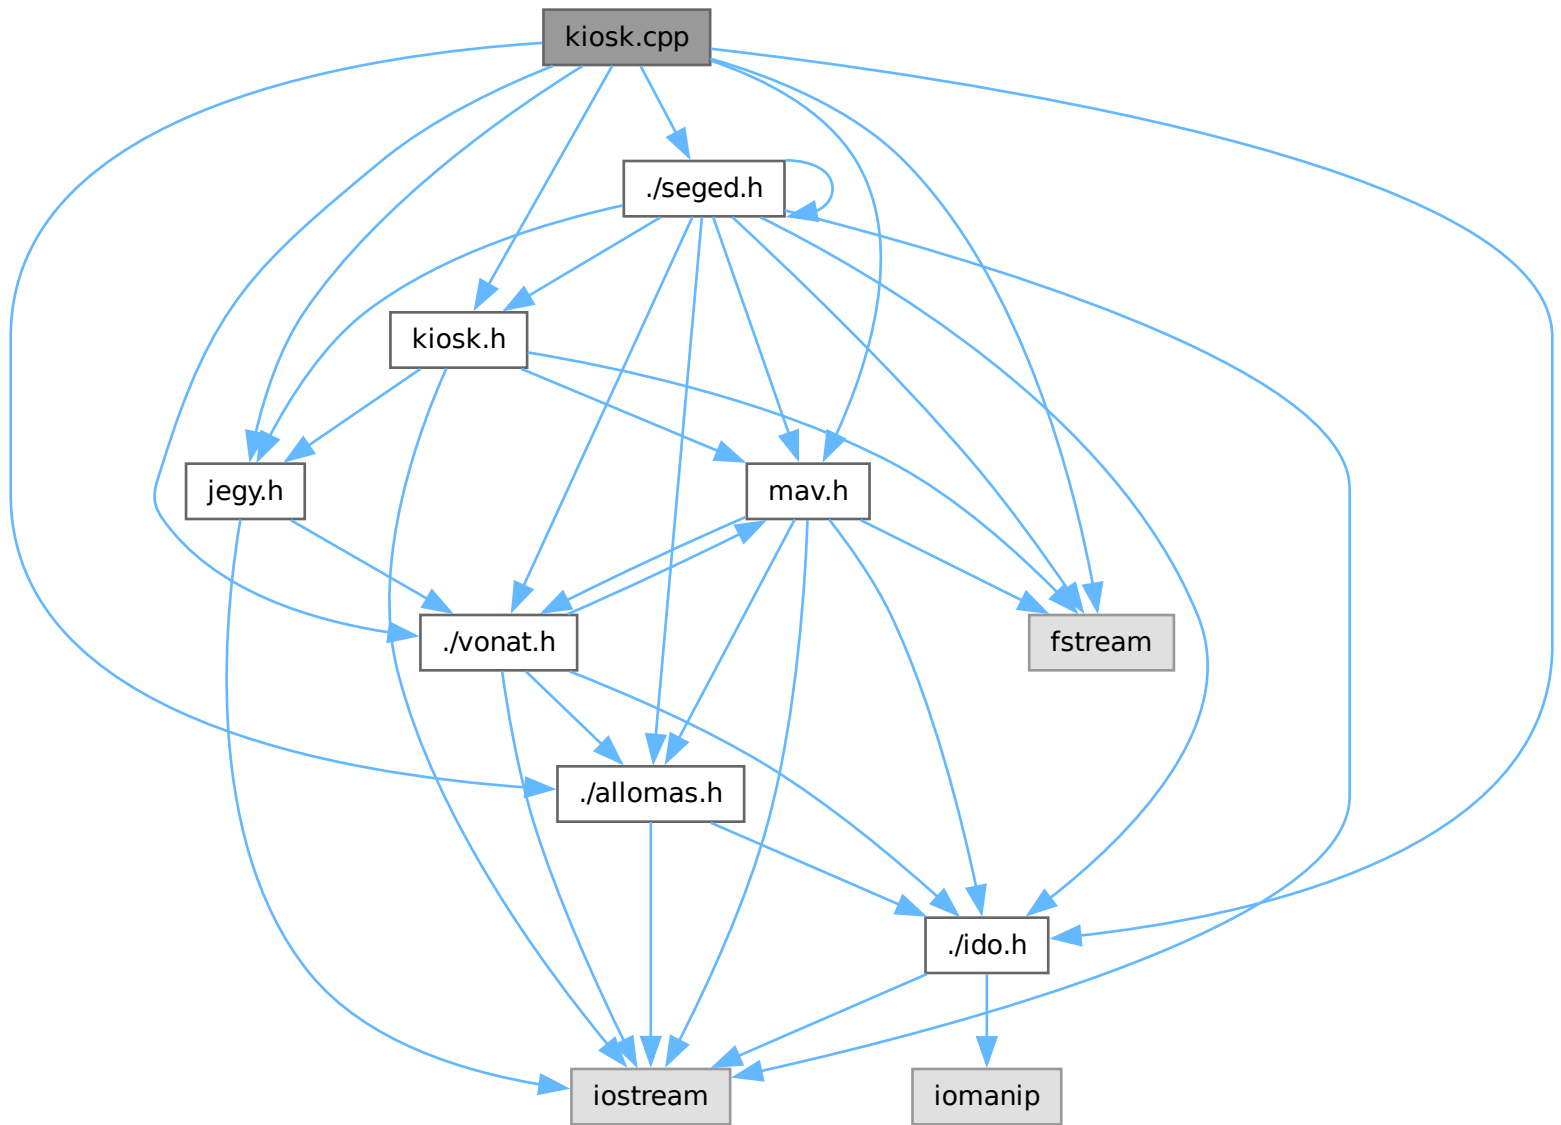 kiosk.cpp
./seged.h
kiosk.h
jegy.h
mav.h
./vonat.h
fstream
./allomas.h
./ido.h
iostream
iomanip